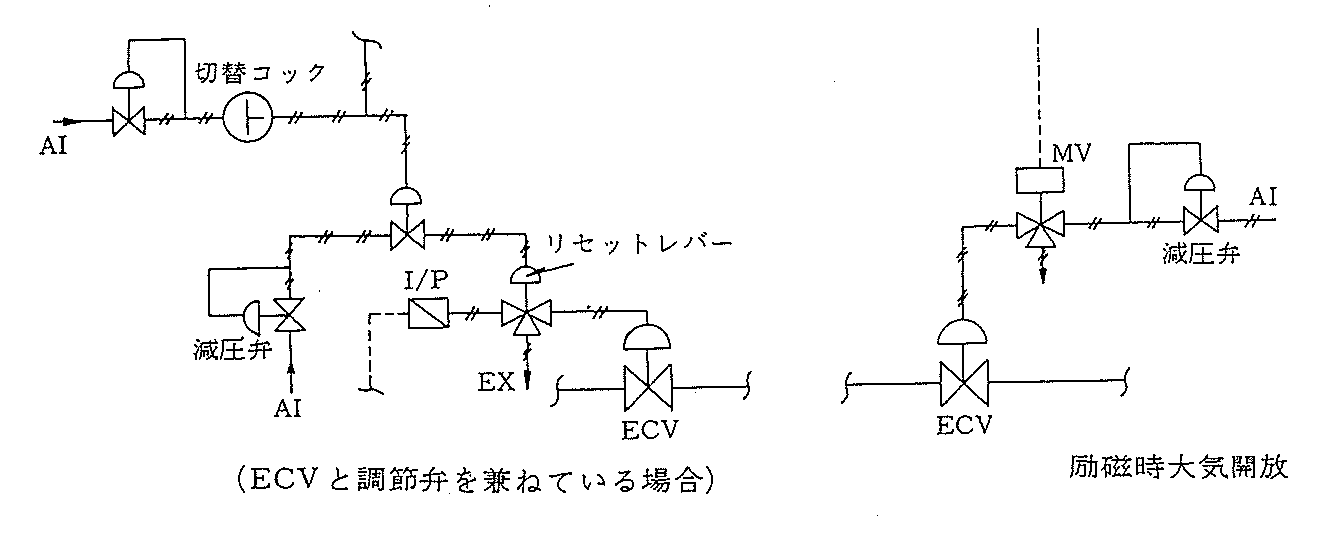 切替コック
AI
MV
AI
リセットレバー
減圧弁
I/P
減圧弁
EX
AI
ECV
ECV
(ECVと調節弁を兼ねている場合)
励磁時大気開放